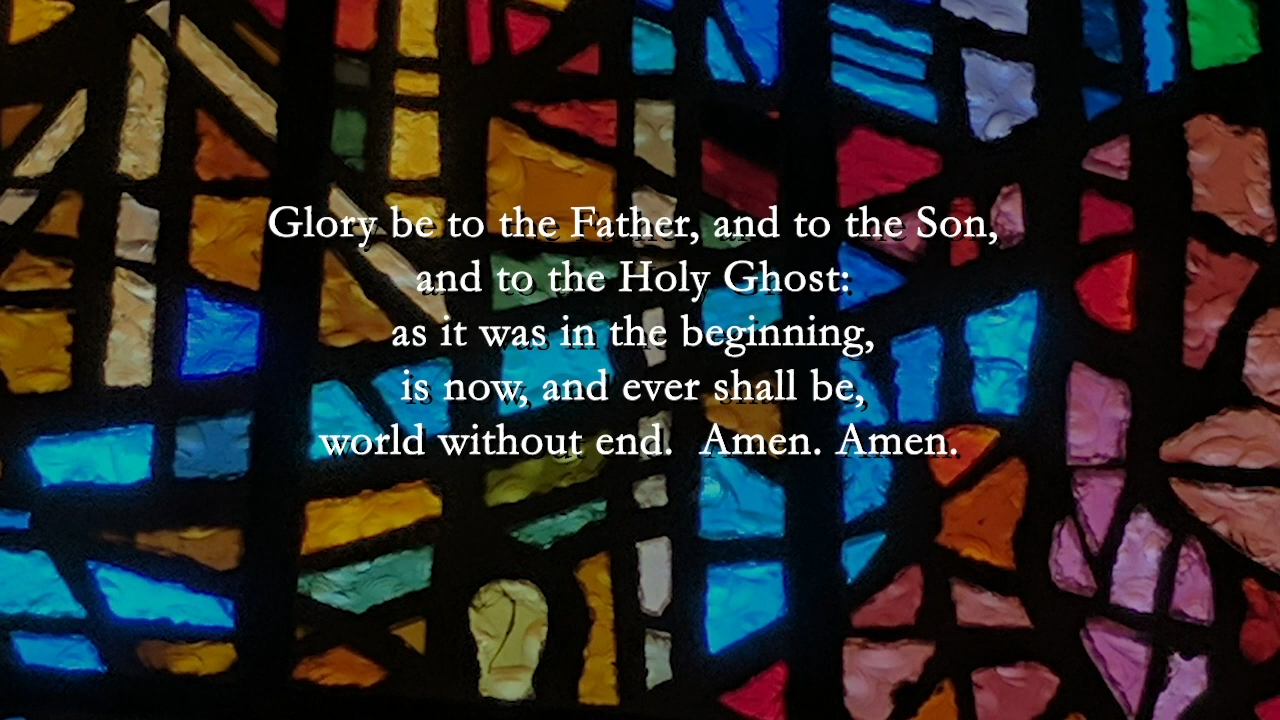 Glory be to the Father, and to the Son,
and to the Holy Ghost:
as it was in the beginning,
is now, and ever shall be,
world without end.  Amen. Amen.